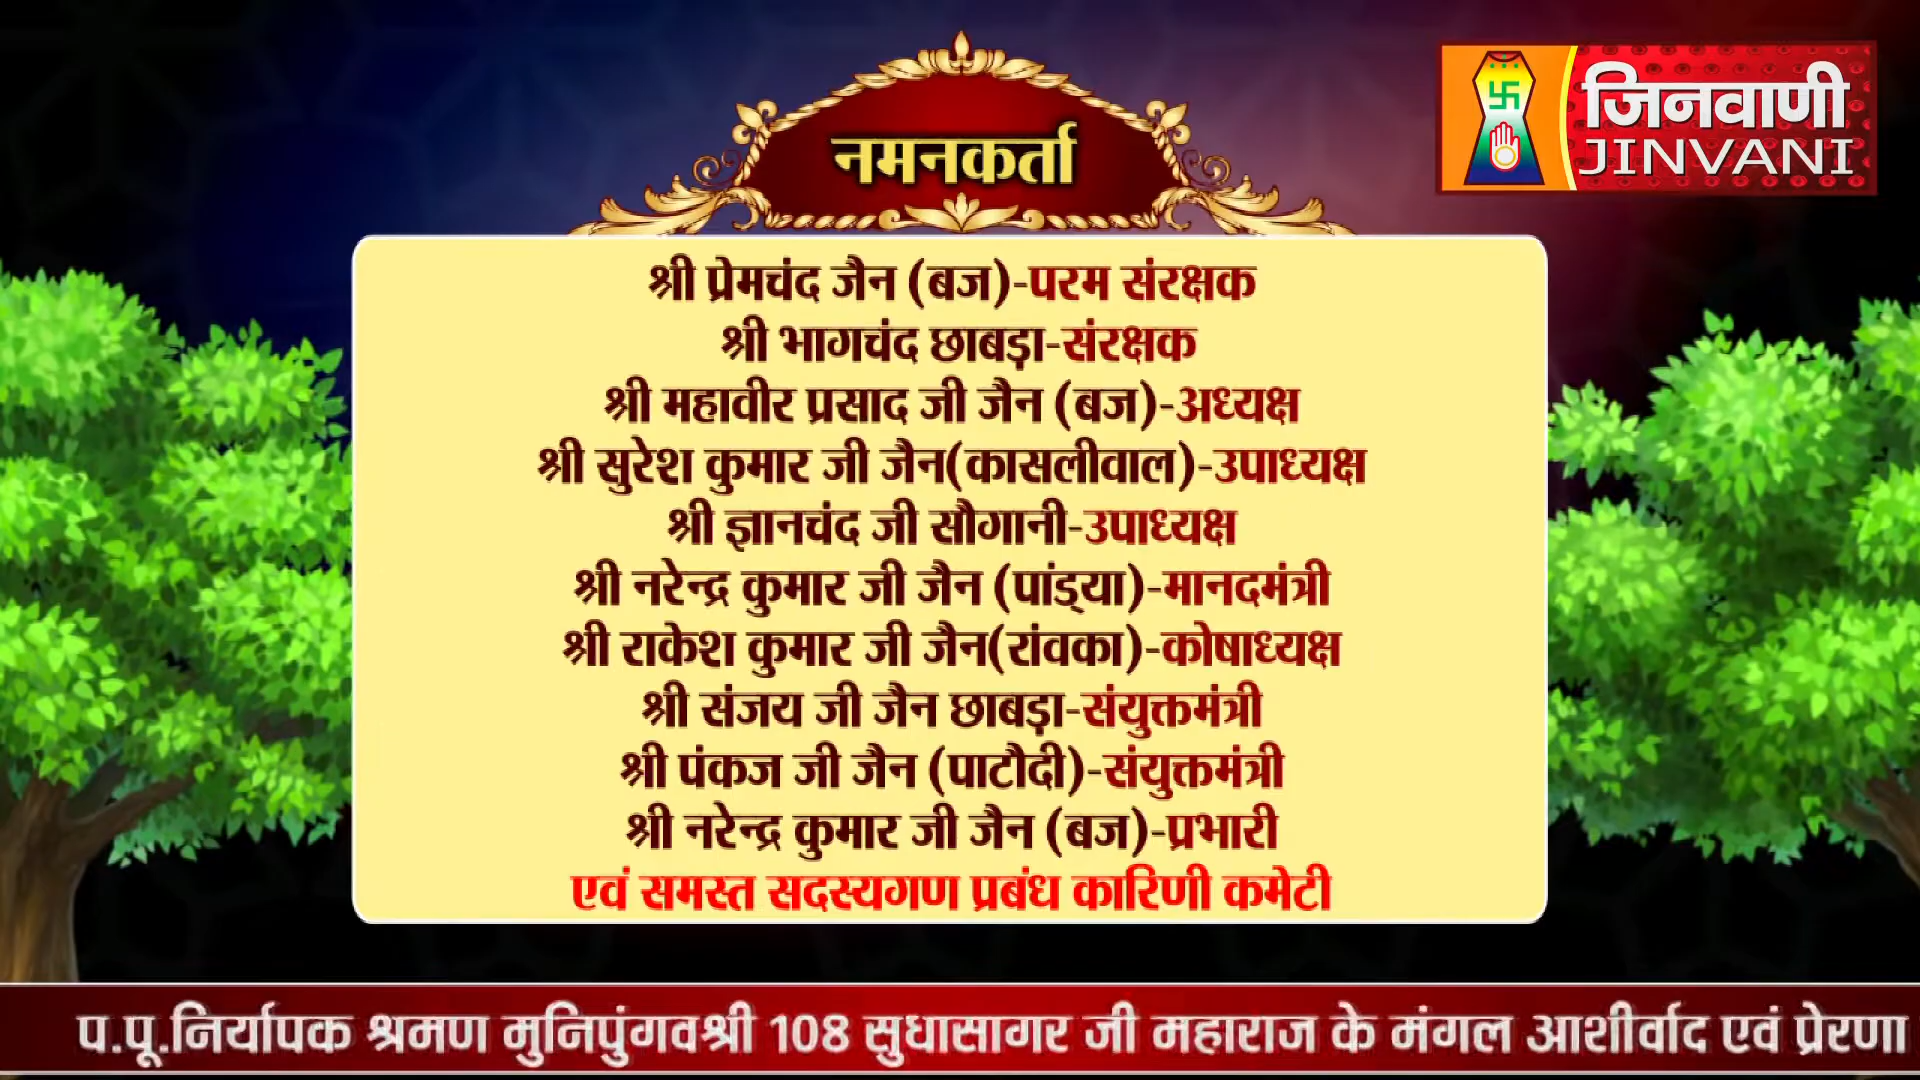 नमनकर्ता
जिनवाणी
JINVANI
श्री प्रेमचंद जैन (बज)-परम संरक्षक
श्री भागचंद छाबड़ा-संरक्षक
श्री महावीर प्रसाद जी जैन (बज)-अध्यक्ष
श्री सुरेश कुमार जी जैन(कासलीवाल)-उपाध्यक्ष
श्री ज्ञानचंद जी सौगानी-उपाध्यक्ष
श्री नरेन्द्र कुमार जी जैन (पांड्या)-मानदमंत्री
श्री राकेश कुमार जी जैन(रांवका)-कोषाध्यक्ष
श्री संजय जी जैन छाबड़ा-संयुक्तमंत्री
श्री पंकज जी जैन (पाटौदी)-संयुक्तमंत्री
श्री नरेन्द्र कुमार जी जैन (बज)-प्रभारी
एवं समस्त सदस्यगण प्रबंध कारिणी कमेटी
प.पू.निर्यापक श्रमण मुनिपुंगवश्री 108 सुधासागर जी महाराज के मंगल आशीर्वाद एवं प्रेरणा